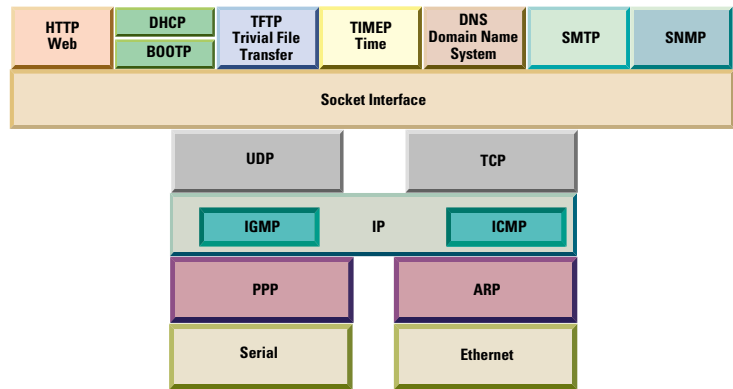 HTTP
Web
DHCP
BOOTP
TFTP
Trivial File
Transfer
TIMEP
Time
DNS
Domain Name
System
SMTP
SNMP
Socket Interface
UDP
TCP
IGMP
IP
ICMP
PPP
ARP
Serial
Ethernet